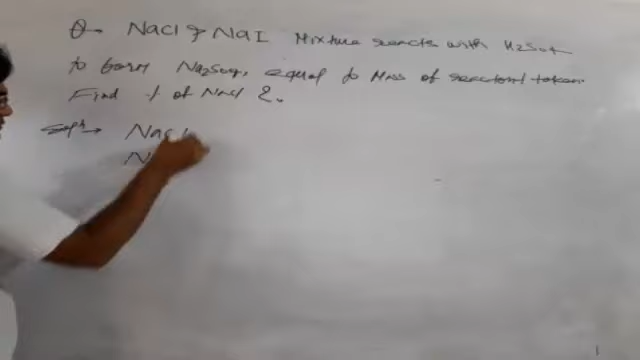 Q→ NaCl & NaI Mixture reacts with H2SO4
to form Na2SO4, equal to Mass of reactant taken.
Find % of NaCl ?.
Solⁿ→ NaCl
N